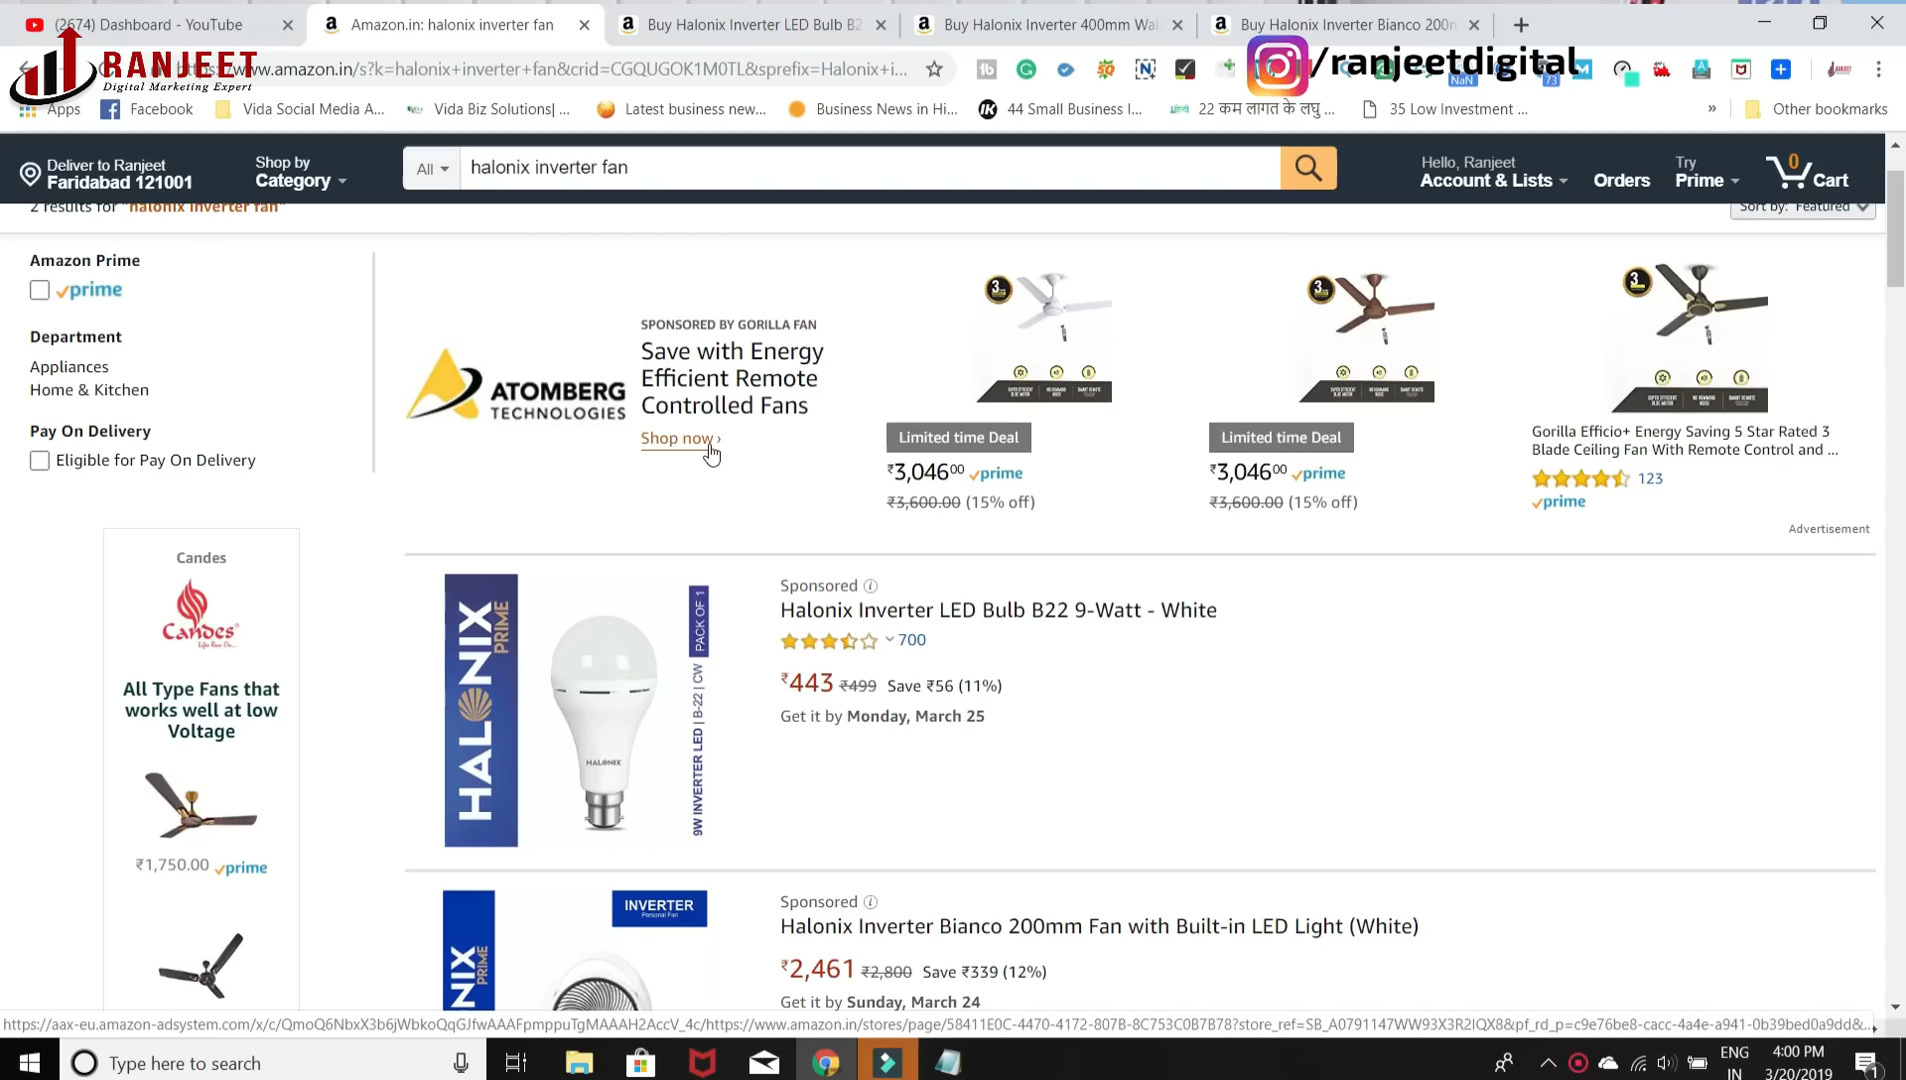 (2674) Dashboard - YouTube
Amazon.in: halonix inverter fan
Buy Halonix Inverter LED Bulb B2
Buy Halonix Inverter 400mm Wal
Buy Halonix Inverter Bianco 200m
RANJEET
Digital Marketing Expert
https://www.amazon.in/s?k=halonix+inverter+fan&crid=CGQUGOK1M0TL&sprefix=Halonix+i...
/ranjeetdigital
NaN
73
Apps
Facebook
Vida Social Media A...
Vida Biz Solutions| ...
Latest business new...
Business News in Hi...
44 Small Business I...
22 कम लागत के लघु ...
35 Low Investment ...
»
Other bookmarks
Deliver to Ranjeet
Faridabad 121001
Shop by
Category
All
halonix inverter fan
Hello, Ranjeet
Account & Lists
Orders
Try
Prime
0
Cart
2 results for "halonix inverter fan"
Sort by: Featured
Amazon Prime
prime
Department
Appliances
Home & Kitchen
Pay On Delivery
Eligible for Pay On Delivery
ATOMBERG
TECHNOLOGIES
SPONSORED BY GORILLA FAN
Save with Energy
Efficient Remote
Controlled Fans
Shop now ›
3
Limited time Deal
₹3,046⁰⁰ prime
₹3,600.00 (15% off)
3
Limited time Deal
₹3,046⁰⁰ prime
₹3,600.00 (15% off)
3
Gorilla Efficio+ Energy Saving 5 Star Rated 3
Blade Ceiling Fan With Remote Control and ...
123
prime
Advertisement
Candes
Candes
All Type Fans that
works well at low
Voltage
₹1,750.00 prime
HALONIX
PRIME
HALONIX
PACK OF 1
9W INVERTER LED | B-22 | CW
Sponsored
Halonix Inverter LED Bulb B22 9-Watt - White
700
₹443 ₹499 Save ₹56 (11%)
Get it by Monday, March 25
NIX
PRIME
INVERTER
Personal Fan
Sponsored
Halonix Inverter Bianco 200mm Fan with Built-in LED Light (White)
₹2,461 ₹2,800 Save ₹339 (12%)
Get it by Sunday, March 24
https://aax-eu.amazon-adsystem.com/x/c/QmoQ6NbxX3b6jWbkoQqGJfwAAAFpmppuTgMAAAH2AccV_4c/https://www.amazon.in/stores/page/58411E0C-4470-4172-807B-8C753C0B7B78?store_ref=SB_A0791147WW93X3R2IQX8&pf_rd_p=c9e76be8-cacc-4a4e-a941-0b39bed0a9dd&...
Type here to search
ENG
IN
4:00 PM
3/20/2019
1